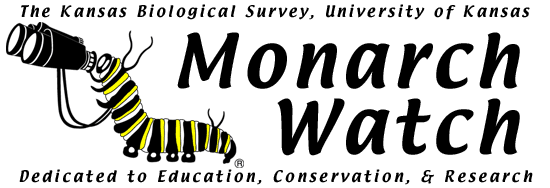 The Kansas Biological Survey, University of Kansas
Monarch
Watch
®
Dedicated to Education, Conservation, & Research